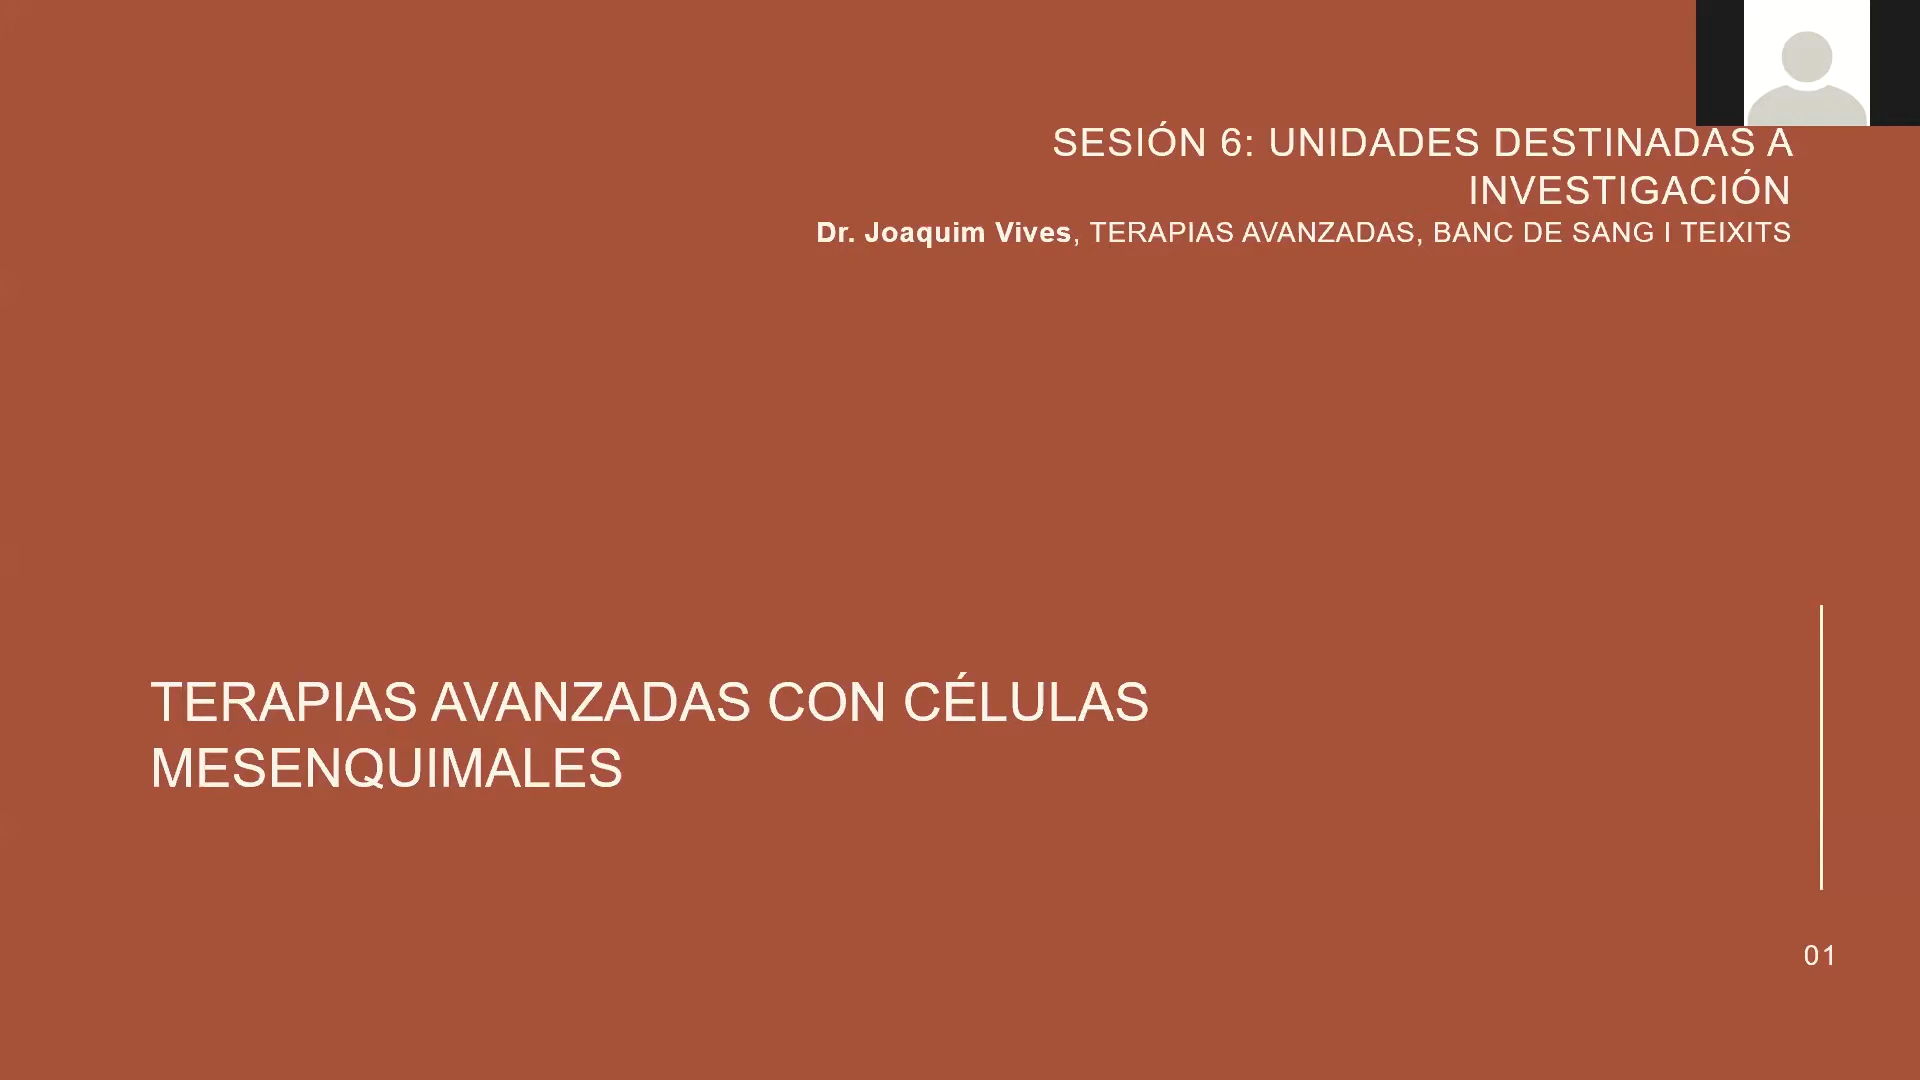 SESIÓN 6: UNIDADES DESTINADAS A
INVESTIGACIÓN
Dr. Joaquim Vives, TERAPIAS AVANZADAS, BANC DE SANG I TEIXITS
TERAPIAS AVANZADAS CON CÉLULAS
MESENQUIMALES
01